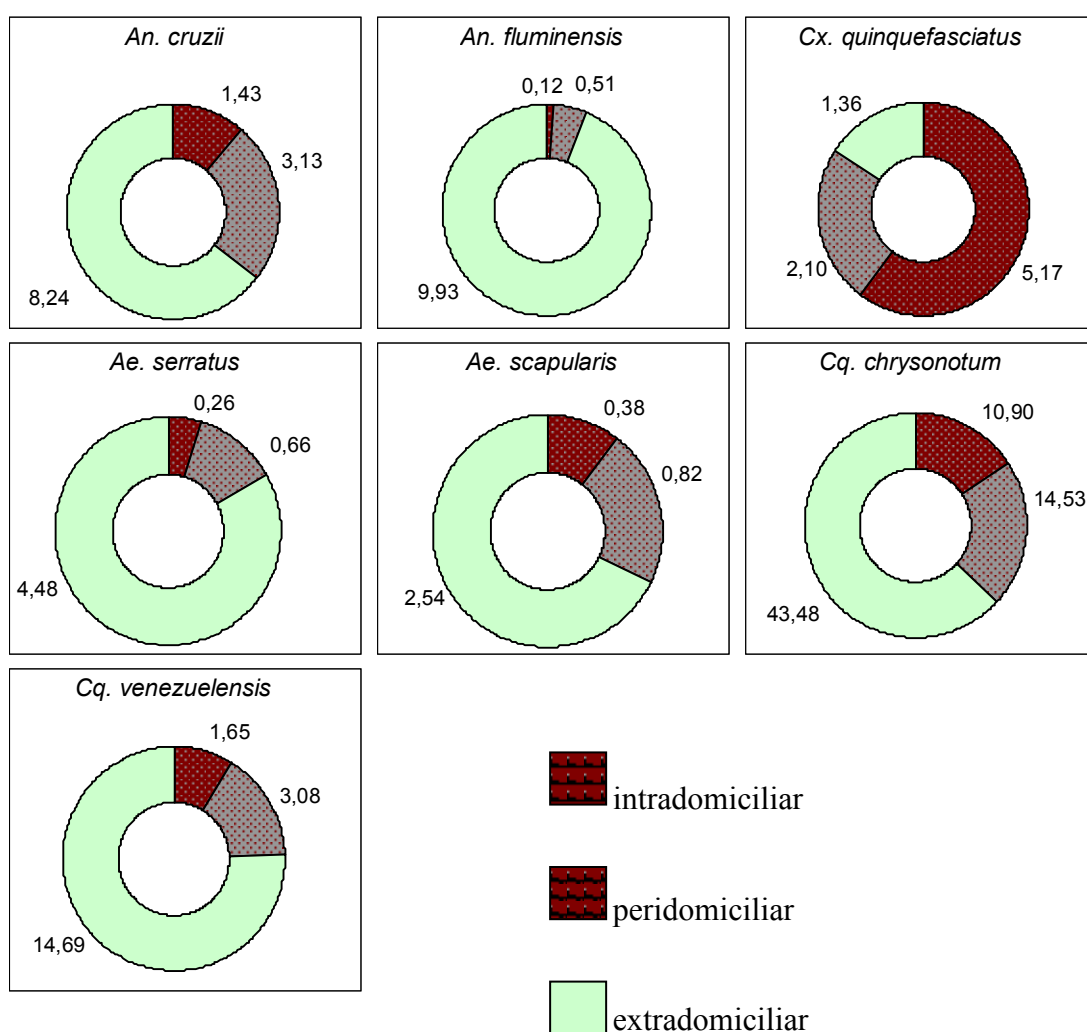 An. cruzii
1,43
3,13
8,24
An. fluminensis
0,12
0,51
9,93
Cx. quinquefasciatus
1,36
2,10
5,17
Ae. serratus
0,26
0,66
4,48
Ae. scapularis
0,38
0,82
2,54
Cq. chrysonotum
10,90
14,53
43,48
Cq. venezuelensis
1,65
3,08
14,69
intradomiciliar
peridomiciliar
extradomiciliar